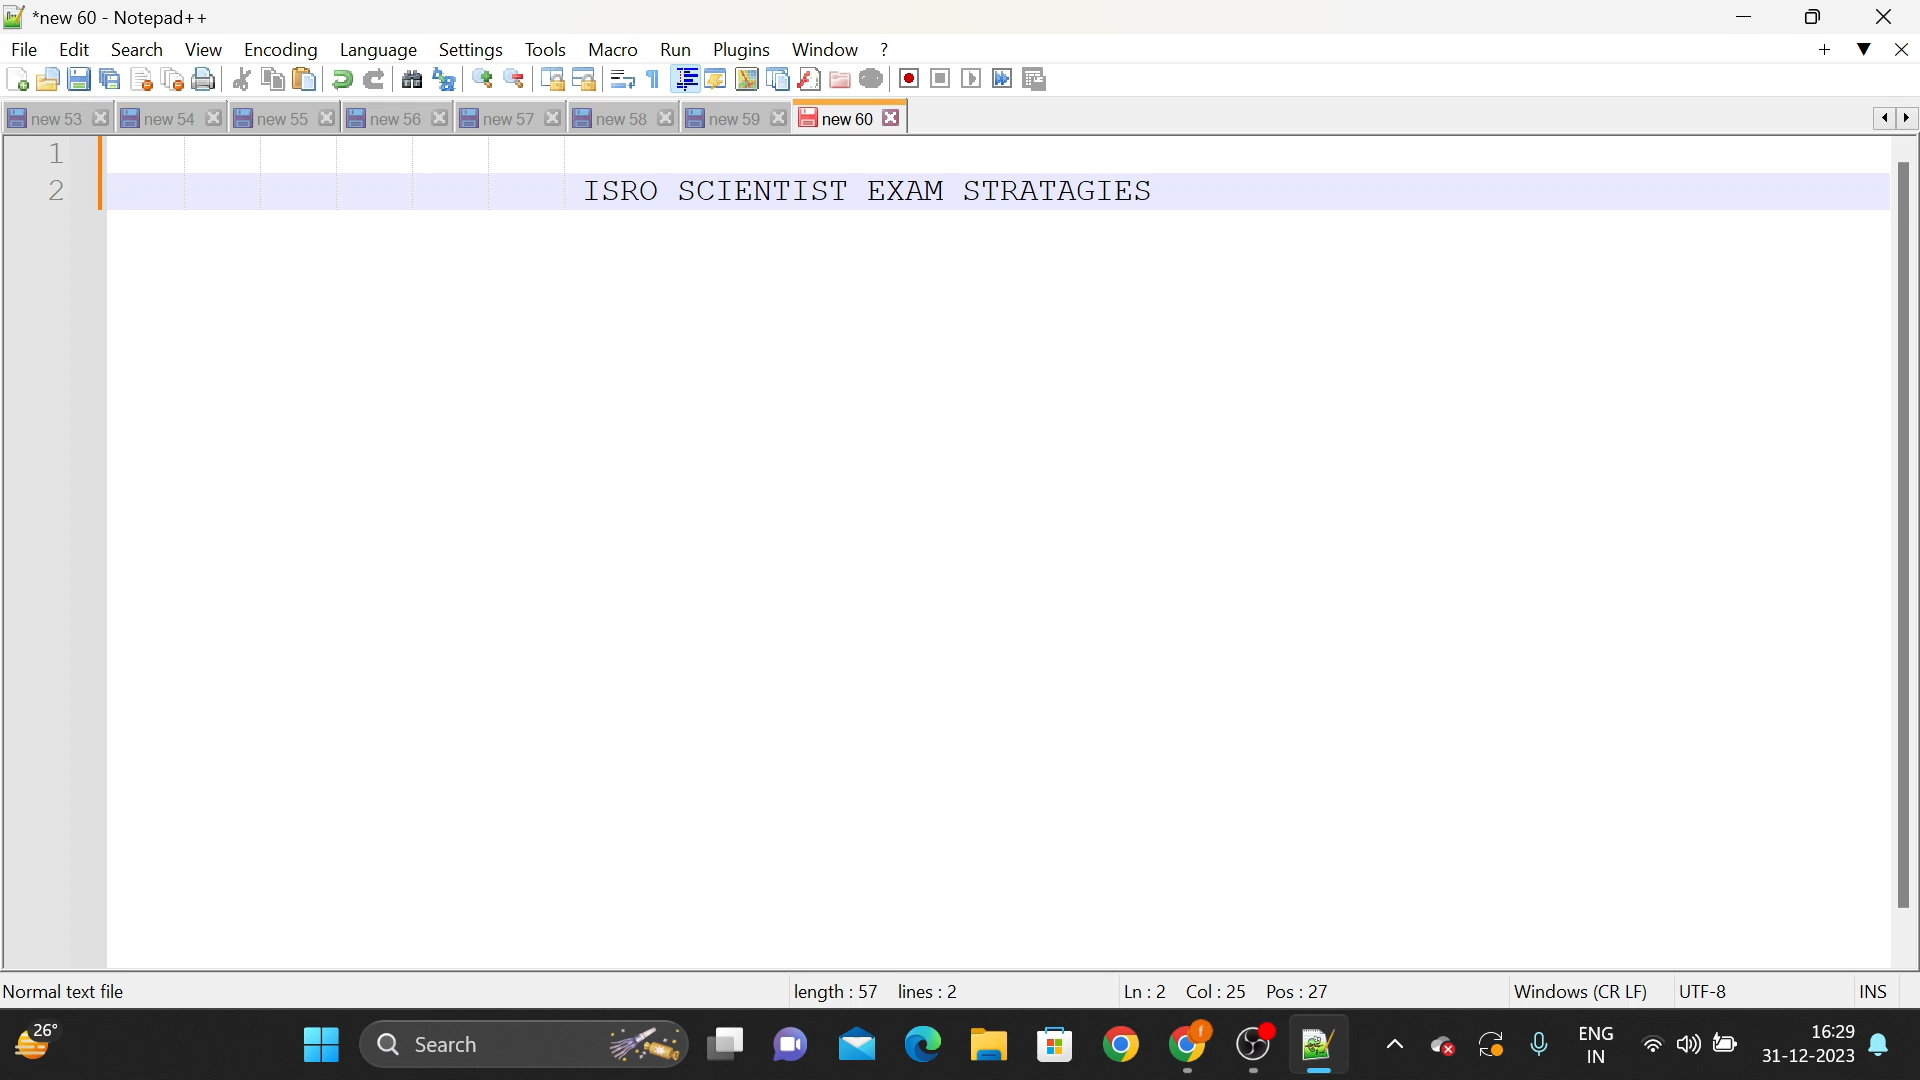 *new 60 - Notepad++
File Edit Search View Encoding Language Settings Tools Macro Run Plugins Window ?
new 53 new 54 new 55 new 56 new 57 new 58 new 59 new 60
1
2 ISRO SCIENTIST EXAM STRATAGIES
Normal text file length : 57 lines : 2 Ln : 2 Col : 25 Pos : 27 Windows (CR LF) UTF-8 INS
26° Search ENG 16:29
IN 31-12-2023